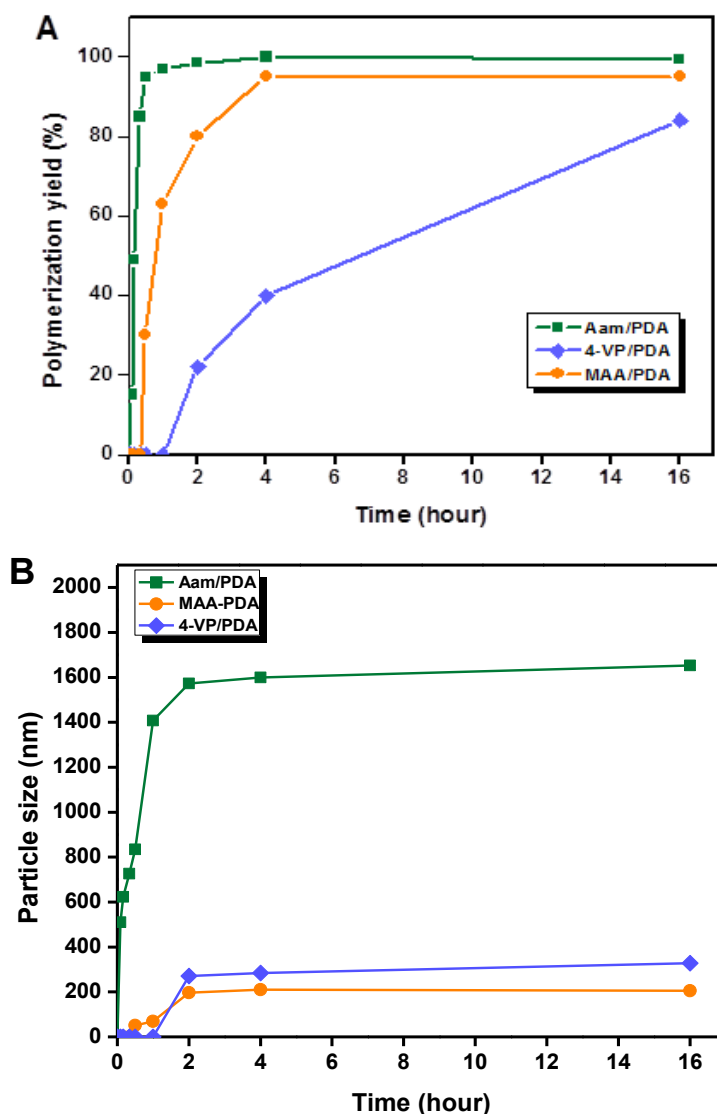 A
100
80
60
40
20
0
Polymerization yield (%)
Aam/PDA
4-VP/PDA
MAA/PDA
0 2 4 6 8 10 12 14 16
Time (hour)
B
2000
1800
1600
1400
1200
1000
800
600
400
200
0
Particle size (nm)
Aam/PDA
MAA-PDA
4-VP/PDA
0 2 4 6 8 10 12 14 16
Time (hour)